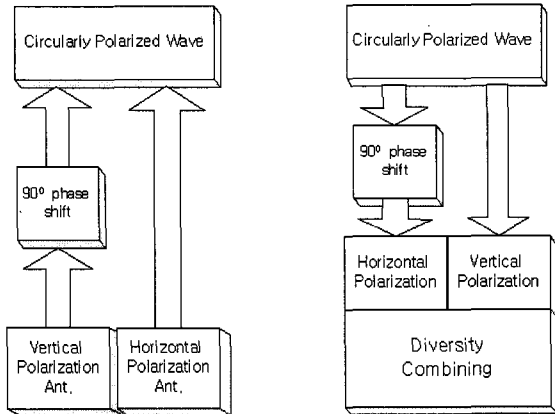 Circularly Polarized Wave
90º phase
shift
Vertical
Polarization
Ant.
Horizontal
Polarization
Ant.
Circularly Polarized Wave
90º phase
shift
Horizontal
Polarization
Vertical
Polarization
Diversity
Combining